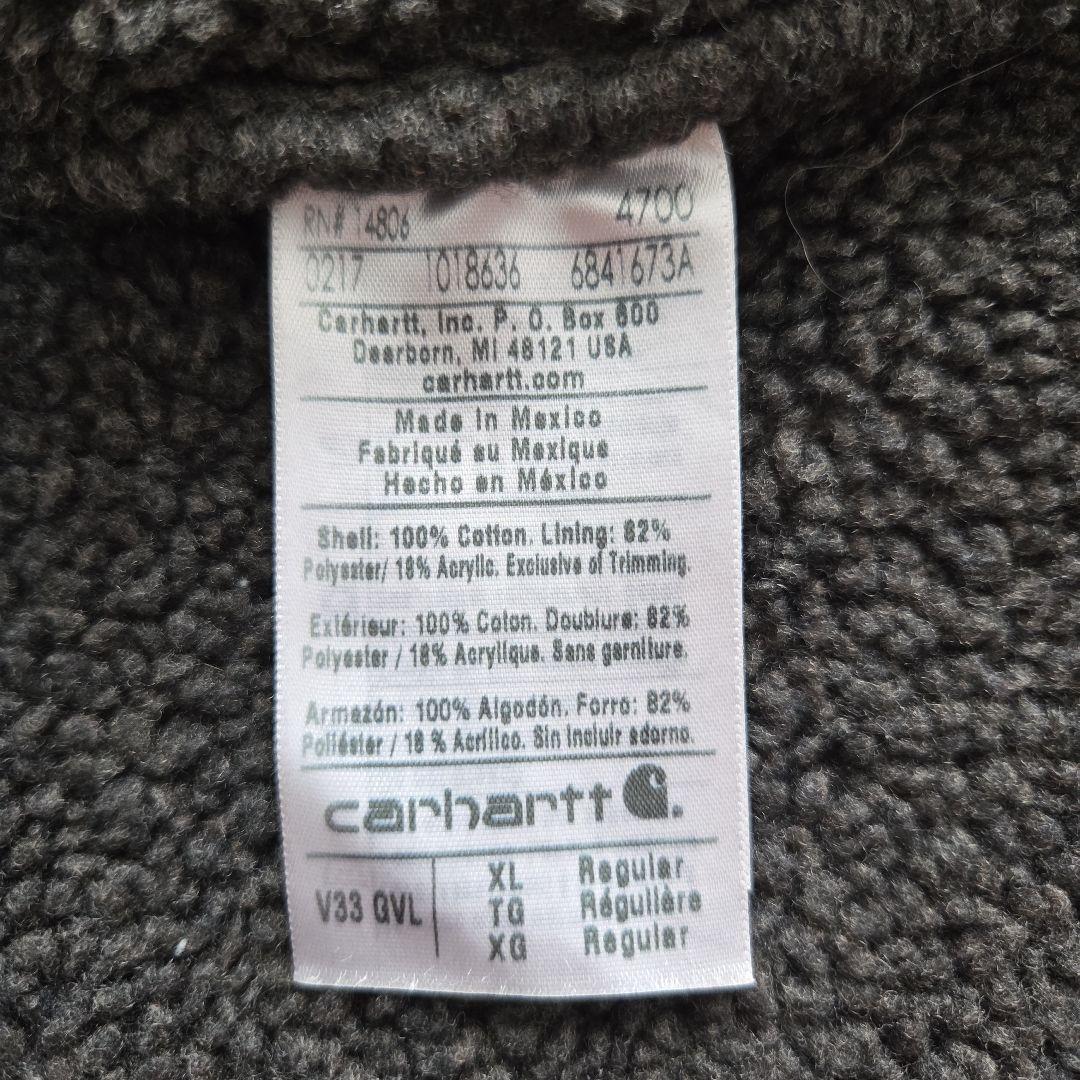 RN# 14806 4700
0217 1018636 6841673A
Carhartt, Inc. P. O. Box 600
Dearborn, MI 48121 USA
carhartt.com
Made In Mexico
Fabriqué au Mexique
Hecho en México
Shell: 100% Cotton. Lining: 82%
Polyester/ 18% Acrylic. Exclusive of Trimming.
Extérieur: 100% Coton. Doublure: 82%
Polyester / 18% Acrylique. Sans garniture.
Armazón: 100% Algodón. Forro: 82%
Poliéster / 18 % Acrílico. Sin incluir adorno.
carhartt
V33 QVL XL Regular
TG Régulière
XG Regular